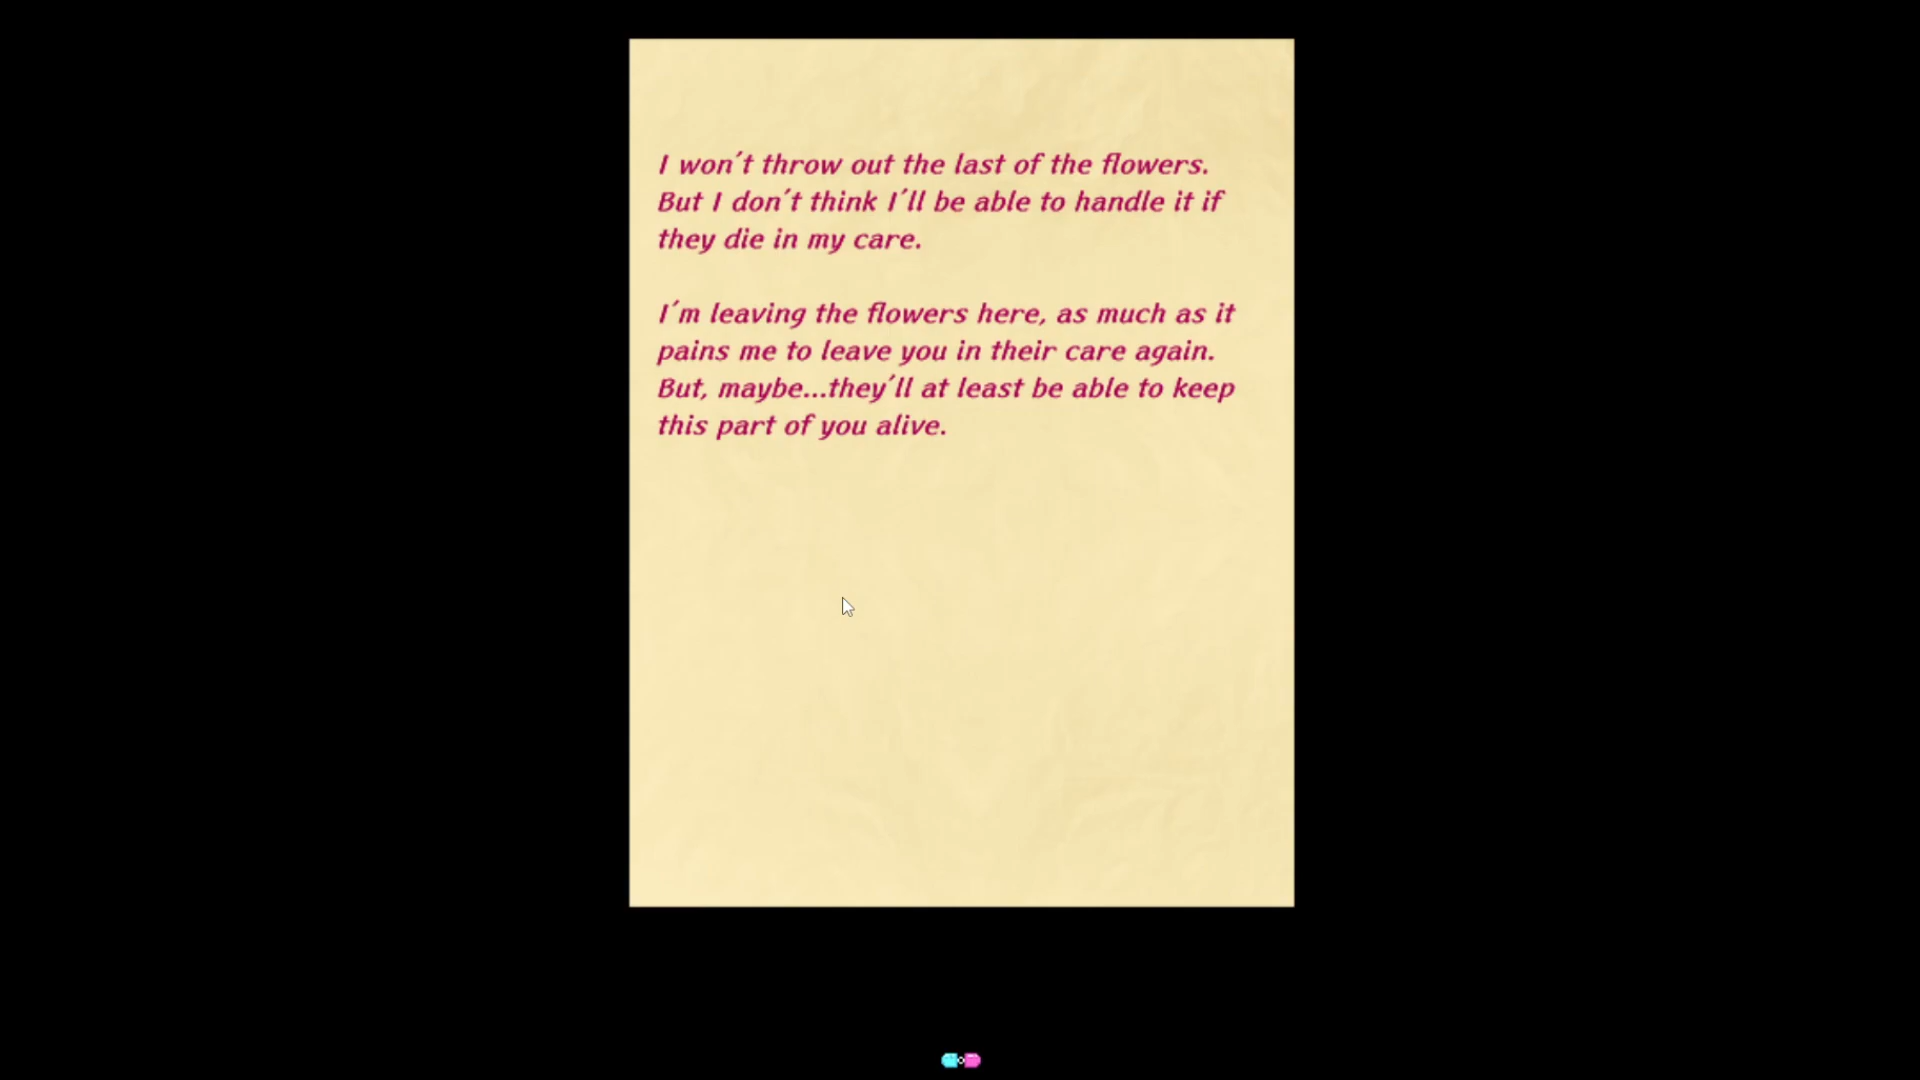 I won't throw out the last of the flowers.
But I don't think I'll be able to handle it if
they die in my care.
I'm leaving the flowers here, as much as it
pains me to leave you in their care again.
But, maybe...they'll at least be able to keep
this part of you alive.